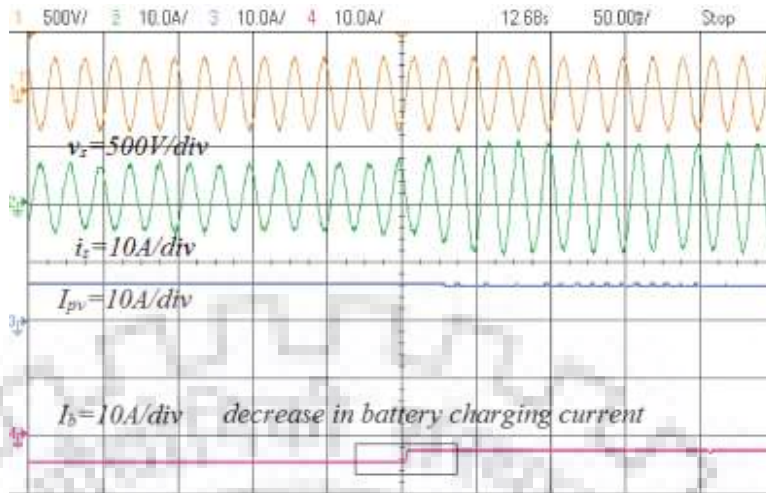 1 500V/ 2 10.0A/ 3 10.0A/ 4 10.0A/ 12.68s 50.00ms/ Stop
vs=500V/div
is=10A/div
Ipv=10A/div
Ib=10A/div decrease in battery charging current